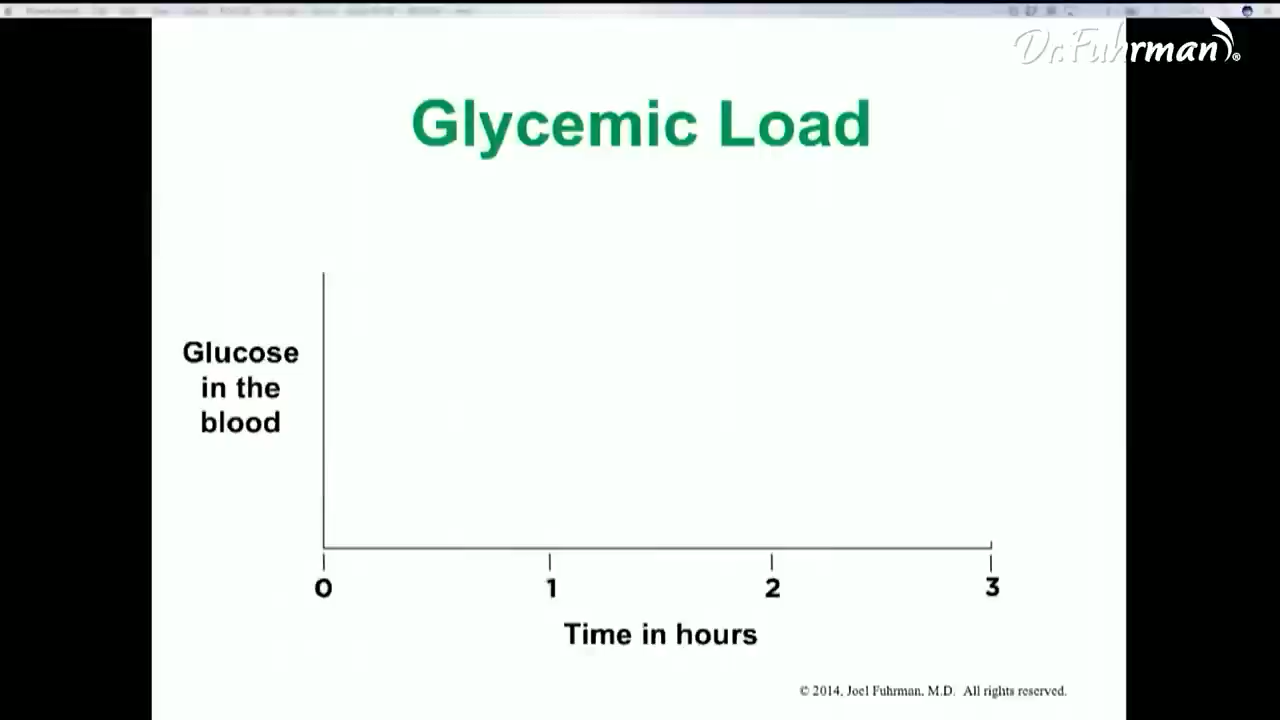 Dr.Fuhrman®
Glycemic Load
Glucose
in the
blood
0 1 2 3
Time in hours
© 2014, Joel Fuhrman, M.D. All rights reserved.